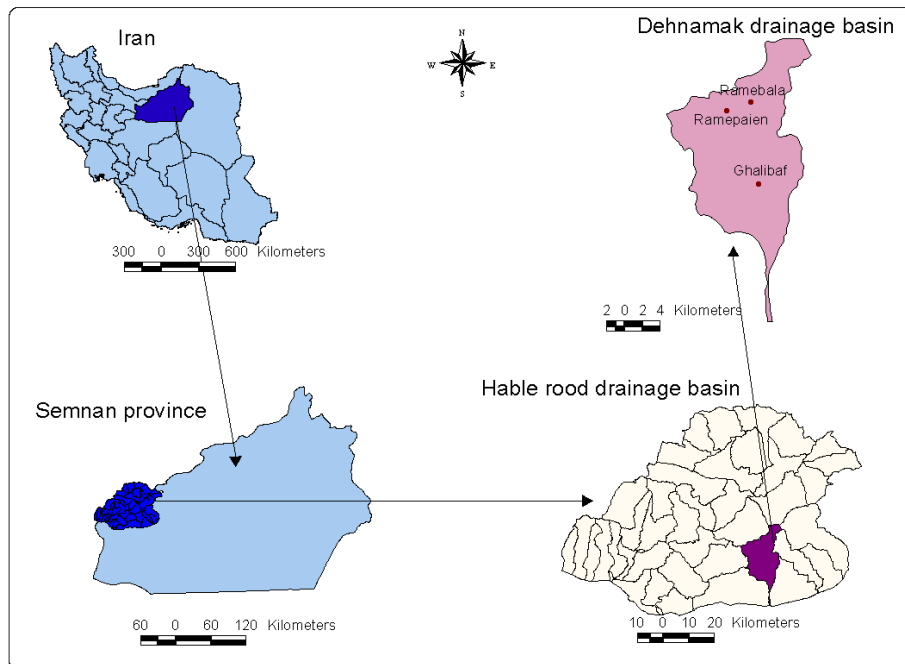 Iran
N
W E
S
300 0 300 600 Kilometers
Dehnamak drainage basin
Ramebala
Ramepaien
Ghalibaf
2 0 2 4 Kilometers
Semnan province
60 0 60 120 Kilometers
Hable rood drainage basin
10 0 10 20 Kilometers